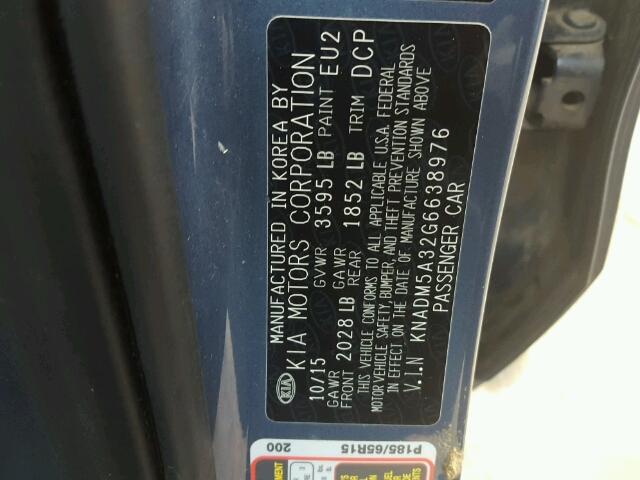 MANUFACTURED IN KOREA BY
KIA KIA MOTORS CORPORATION
10/15 GVWR 3595 LB PAINT EU2
GAWR FRONT 2028 LB GAWR REAR 1852 LB TRIM DCP
THIS VEHICLE CONFORMS TO ALL APPLICABLE U.S.A. FEDERAL
MOTOR VEHICLE SAFETY, BUMPER, AND THEFT PREVENTION STANDARDS
IN EFFECT ON THE DATE OF MANUFACTURE SHOWN ABOVE
V.I.N KNADM5A32G6638976
PASSENGER CAR
P185/65R15
200